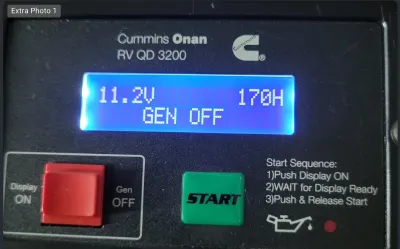 Extra Photo 1
Cummins Onan
RV QD 3200
11.2V 170H
GEN OFF
Display
ON
Gen
OFF
START
Start Sequence:
1)Push Display ON
2)WAIT for Display Ready
3)Push & Release Start